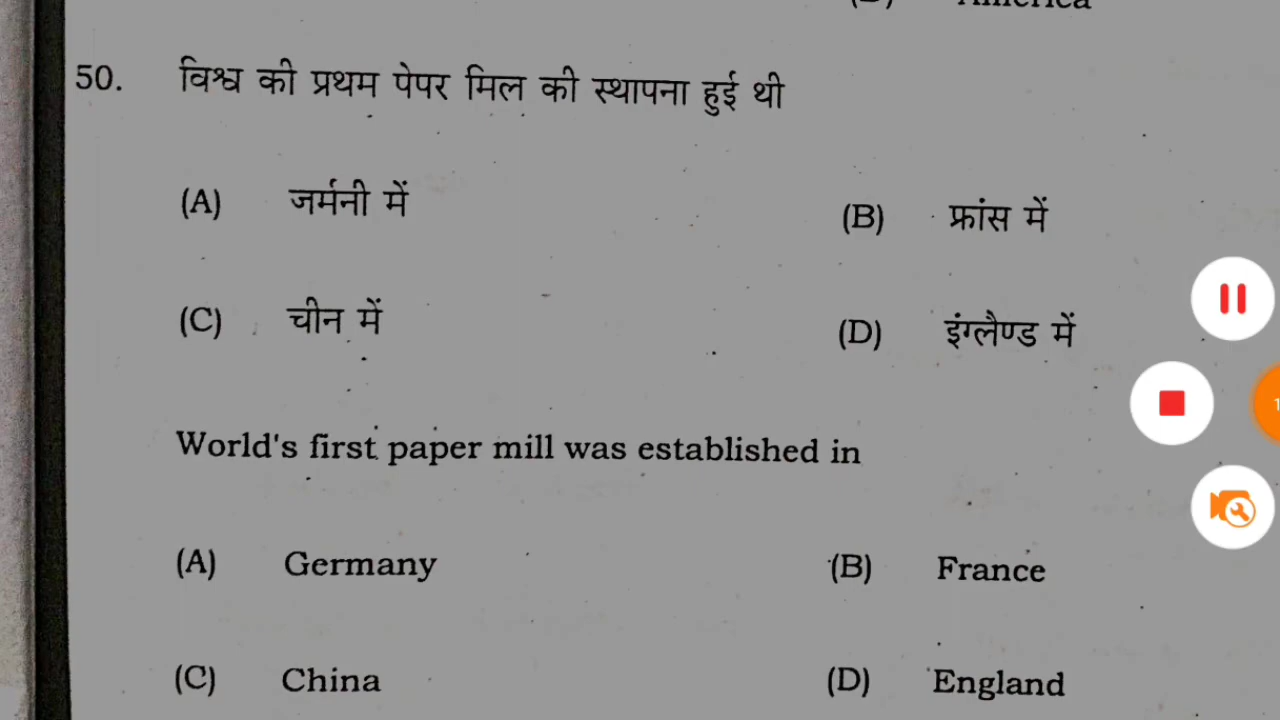 50. विश्व की प्रथम पेपर मिल की स्थापना हुई थी
(A) जर्मनी में (B) फ्रांस में
(C) चीन में (D) इंग्लैण्ड में
World's first paper mill was established in
(A) Germany (B) France
(C) China (D) England